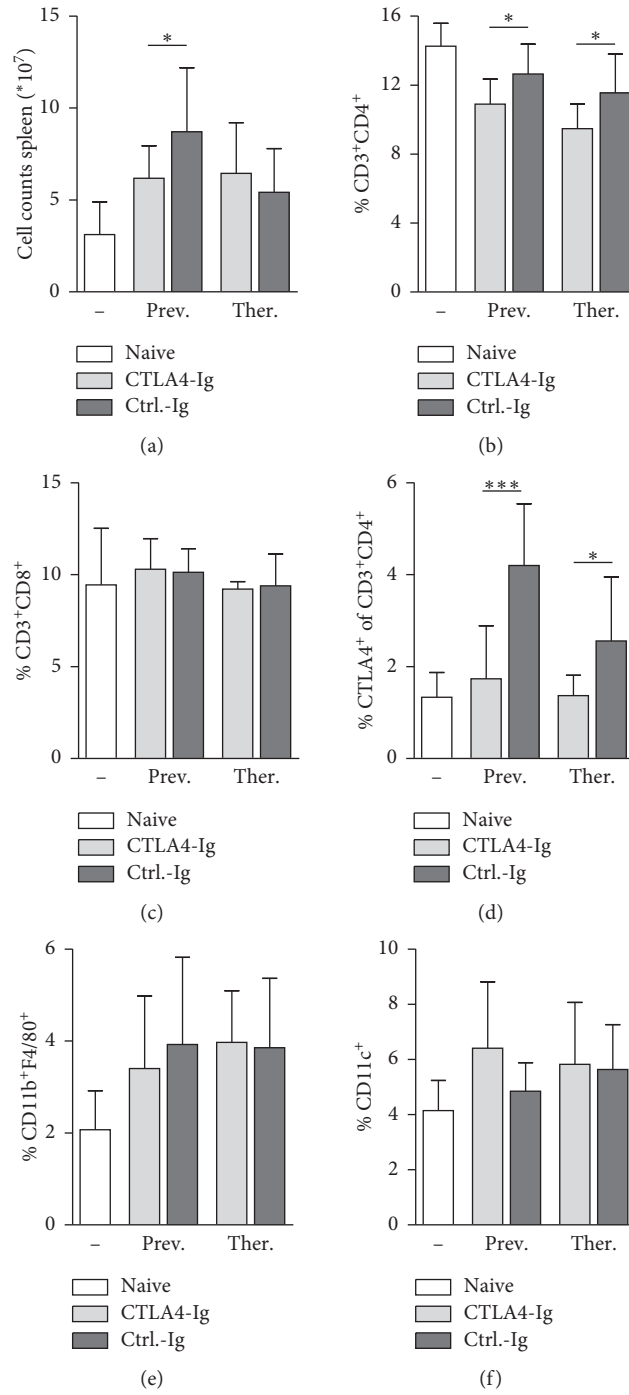 Cell counts spleen (*10⁷)
15
10
5
0
*
– Prev. Ther.
Naive
CTLA4-Ig
Ctrl.-Ig
(a)
% CD3⁺CD4⁺
16
12
8
4
0
* *
– Prev. Ther.
Naive
CTLA4-Ig
Ctrl.-Ig
(b)
% CD3⁺CD8⁺
15
10
5
0
– Prev. Ther.
Naive
CTLA4-Ig
Ctrl.-Ig
(c)
% CTLA4⁺ of CD3⁺CD4⁺
6
4
2
0
*** *
– Prev. Ther.
Naive
CTLA4-Ig
Ctrl.-Ig
(d)
% CD11b⁺F4/80⁺
6
4
2
0
– Prev. Ther.
Naive
CTLA4-Ig
Ctrl.-Ig
(e)
% CD11c⁺
10
8
6
4
2
0
– Prev. Ther.
Naive
CTLA4-Ig
Ctrl.-Ig
(f)